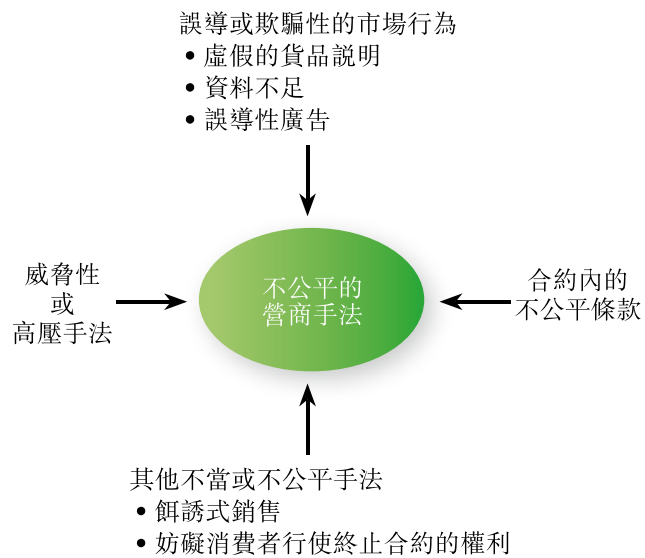 誤導或欺騙性的市場行為
• 虛假的貨品説明
• 資料不足
• 誤導性廣告
威脅性
或
高壓手法
不公平的
營商手法
合約內的
不公平條款
其他不當或不公平手法
• 餌誘式銷售
• 妨礙消費者行使終止合約的權利